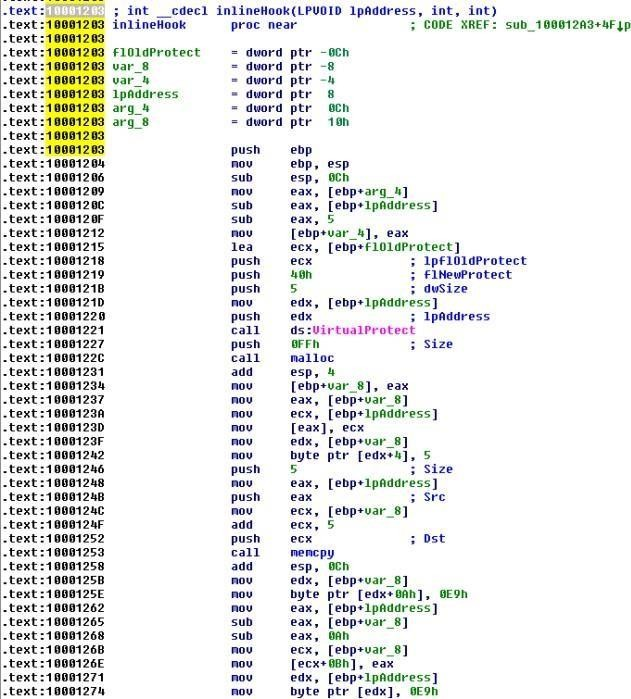 .text:10001203 ; int __cdecl inlineHook(LPVOID lpAddress, int, int)
.text:10001203 inlineHook proc near ; CODE XREF: sub_100012A3+4F↓p
.text:10001203
.text:10001203 flOldProtect = dword ptr -0Ch
.text:10001203 var_8 = dword ptr -8
.text:10001203 var_4 = dword ptr -4
.text:10001203 lpAddress = dword ptr 8
.text:10001203 arg_4 = dword ptr 0Ch
.text:10001203 arg_8 = dword ptr 10h
.text:10001203
.text:10001203 push ebp
.text:10001204 mov ebp, esp
.text:10001206 sub esp, 0Ch
.text:10001209 mov eax, [ebp+arg_4]
.text:1000120C sub eax, [ebp+lpAddress]
.text:1000120F sub eax, 5
.text:10001212 mov [ebp+var_4], eax
.text:10001215 lea ecx, [ebp+flOldProtect]
.text:10001218 push ecx ; lpflOldProtect
.text:10001219 push 40h ; flNewProtect
.text:1000121B push 5 ; dwSize
.text:1000121D mov edx, [ebp+lpAddress]
.text:10001220 push edx ; lpAddress
.text:10001221 call ds:VirtualProtect
.text:10001227 push 0FFh ; Size
.text:1000122C call malloc
.text:10001231 add esp, 4
.text:10001234 mov [ebp+var_8], eax
.text:10001237 mov eax, [ebp+var_8]
.text:1000123A mov ecx, [ebp+lpAddress]
.text:1000123D mov [eax], ecx
.text:1000123F mov edx, [ebp+var_8]
.text:10001242 mov byte ptr [edx+4], 5
.text:10001246 push 5 ; Size
.text:10001248 mov eax, [ebp+lpAddress]
.text:1000124B push eax ; Src
.text:1000124C mov ecx, [ebp+var_8]
.text:1000124F add ecx, 5
.text:10001252 push ecx ; Dst
.text:10001253 call memcpy
.text:10001258 add esp, 0Ch
.text:1000125B mov edx, [ebp+var_8]
.text:1000125E mov byte ptr [edx+0Ah], 0E9h
.text:10001262 mov eax, [ebp+lpAddress]
.text:10001265 sub eax, [ebp+var_8]
.text:10001268 sub eax, 0Ah
.text:1000126B mov ecx, [ebp+var_8]
.text:1000126E mov [ecx+0Bh], eax
.text:10001271 mov edx, [ebp+lpAddress]
.text:10001274 mov byte ptr [edx], 0E9h